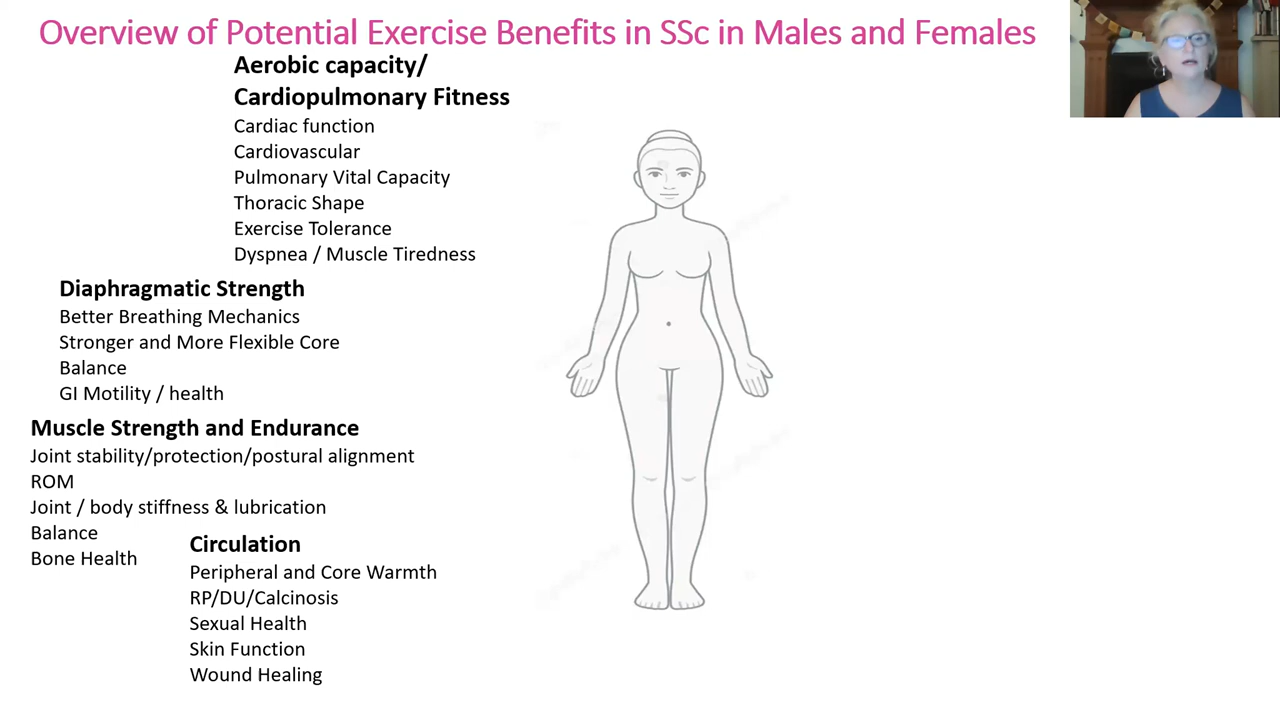 Overview of Potential Exercise Benefits in SSc in Males and Females
Aerobic capacity/
Cardiopulmonary Fitness
Cardiac function
Cardiovascular
Pulmonary Vital Capacity
Thoracic Shape
Exercise Tolerance
Dyspnea / Muscle Tiredness
Diaphragmatic Strength
Better Breathing Mechanics
Stronger and More Flexible Core
Balance
GI Motility / health
Muscle Strength and Endurance
Joint stability/protection/postural alignment
ROM
Joint / body stiffness & lubrication
Balance
Bone Health
Circulation
Peripheral and Core Warmth
RP/DU/Calcinosis
Sexual Health
Skin Function
Wound Healing